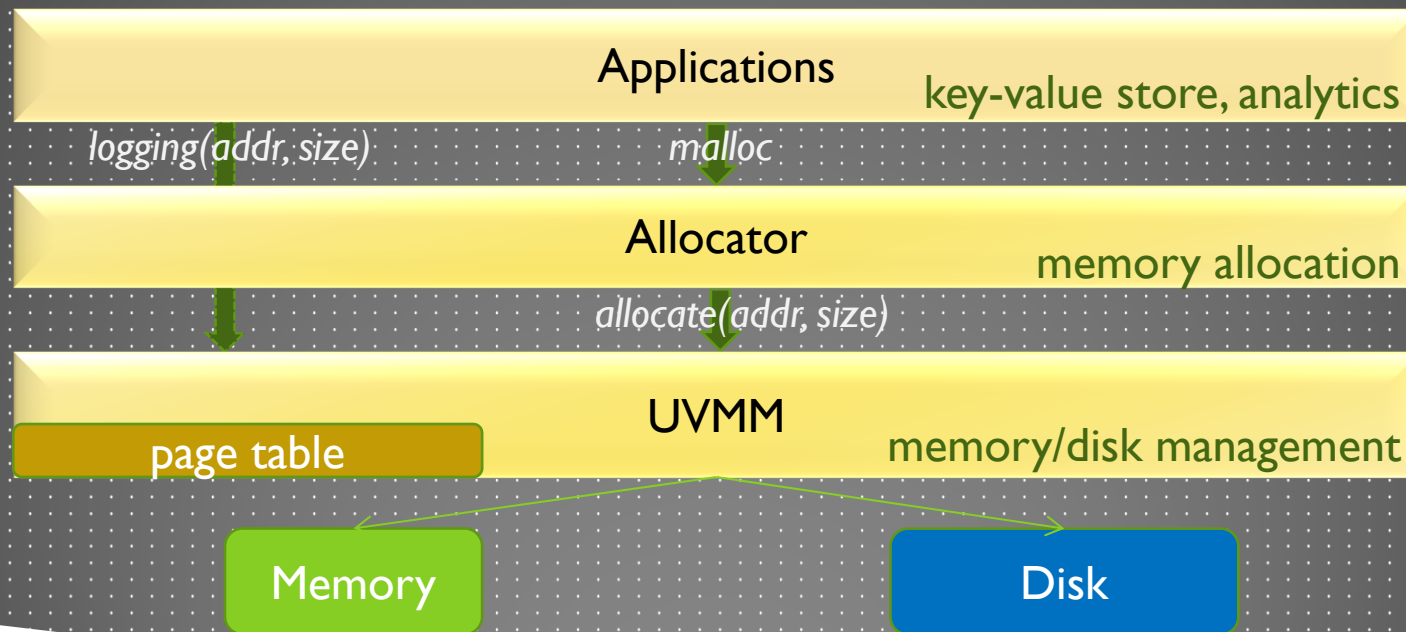 Applications
key-value store, analytics
logging(addr, size)
malloc
Allocator
memory allocation
allocate(addr, size)
UVMM
page table
memory/disk management
Memory
Disk